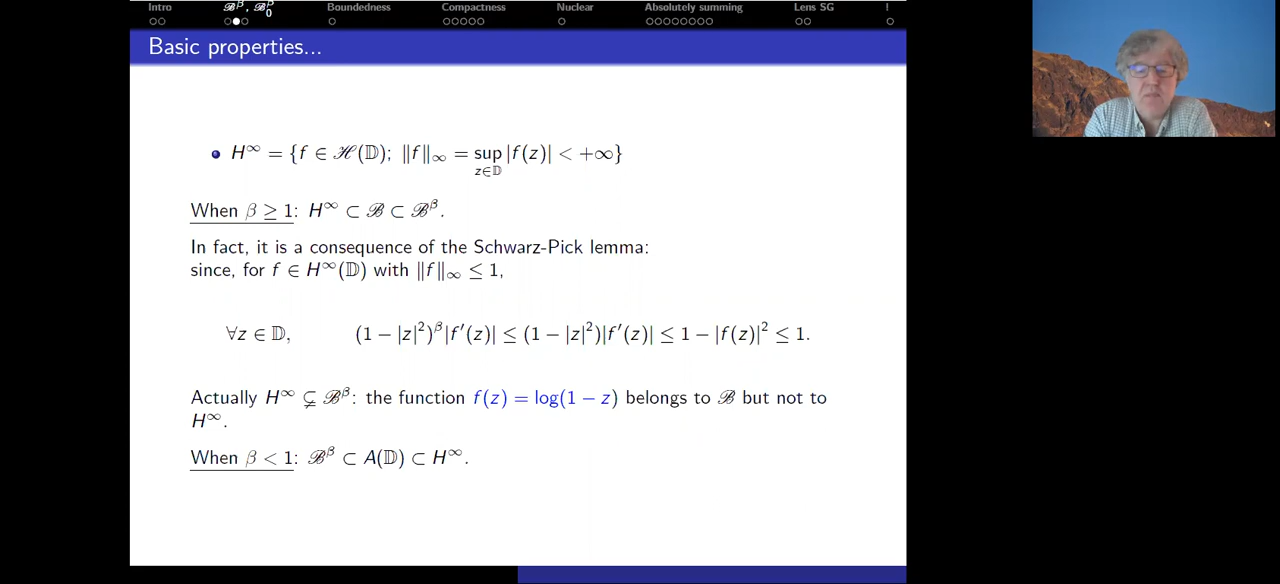 Intro ℬ^β, ℬ^β_0 Boundedness Compactness Nuclear Absolutely summing Lens SG !
Basic properties...
H^∞ = {f ∈ ℋ(𝔻); ‖f‖_∞ = sup_{z∈𝔻} |f(z)| < +∞}
When β ≥ 1: H^∞ ⊂ ℬ ⊂ ℬ^β.
In fact, it is a consequence of the Schwarz-Pick lemma:
since, for f ∈ H^∞(𝔻) with ‖f‖_∞ ≤ 1,
∀z ∈ 𝔻, (1 − |z|²)^β|f′(z)| ≤ (1 − |z|²)|f′(z)| ≤ 1 − |f(z)|² ≤ 1.
Actually H^∞ ⊊ ℬ^β: the function f(z) = log(1 − z) belongs to ℬ but not to
H^∞.
When β < 1: ℬ^β ⊂ A(𝔻) ⊂ H^∞.